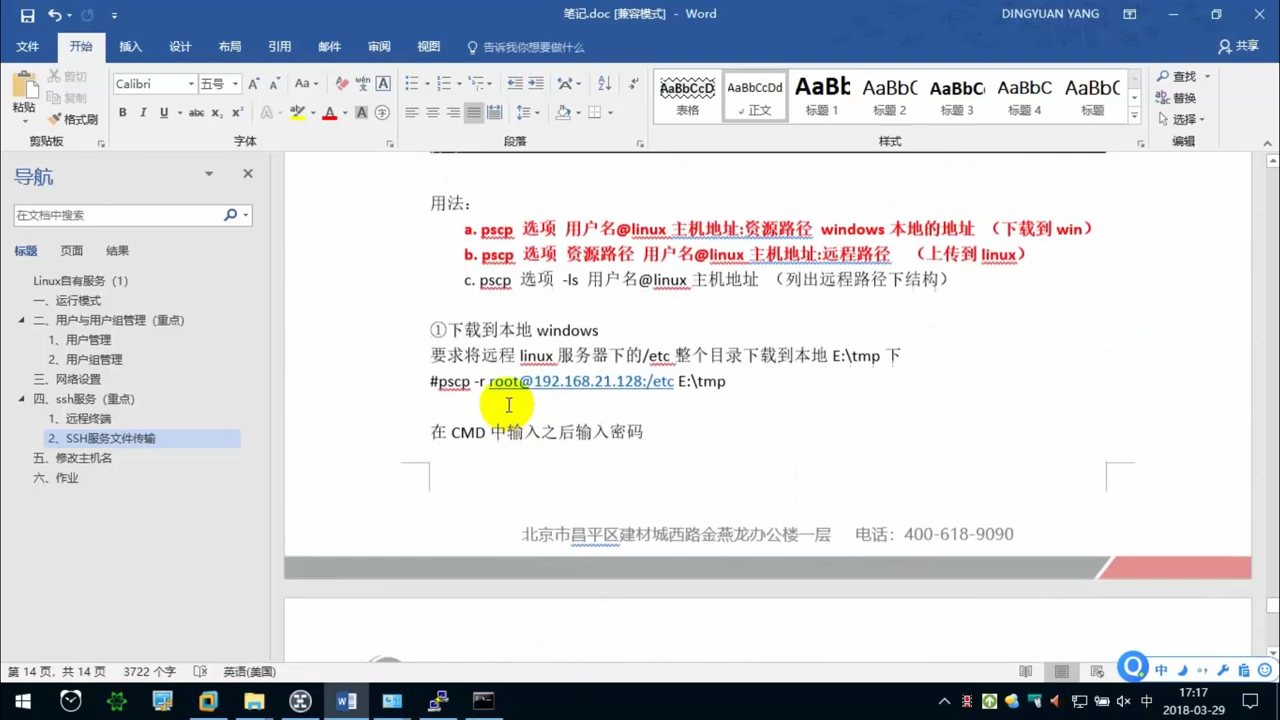 笔记.doc [兼容模式] - Word
DINGYUAN YANG
文件 开始 插入 设计 布局 引用 邮件 审阅 视图 告诉我你想要做什么 共享
粘贴 剪切 复制 格式刷
Calibri 五号
AaBbCcD 表格
AaBbCcDd 正文
AaBb 标题 1
AaBbC 标题 2
AaBbC 标题 3
AaBbC 标题 4
AaBbC 标题
查找
替换
选择
剪贴板 字体 段落 样式 编辑
导航
在文档中搜索
标题 页面 结果
Linux自有服务（1）
一、运行模式
二、用户与用户组管理（重点）
1、用户管理
2、用户组管理
三、网络设置
四、ssh服务（重点）
1、远程终端
2、SSH服务文件传输
五、修改主机名
六、作业
用法：
a. pscp 选项 用户名@linux 主机地址:资源路径 windows 本地的地址 （下载到 win）
b. pscp 选项 资源路径 用户名@linux 主机地址:远程路径 （上传到 linux）
c. pscp 选项 -ls 用户名@linux 主机地址 （列出远程路径下结构）
①下载到本地 windows
要求将远程 linux 服务器下的/etc 整个目录下载到本地 E:\tmp 下
#pscp -r root@192.168.21.128:/etc E:\tmp
在 CMD 中输入之后输入密码
北京市昌平区建材城西路金燕龙办公楼一层 电话：400-618-9090
第 14 页，共 14 页 3722 个字 英语(美国)
中
中 17:17
2018-03-29